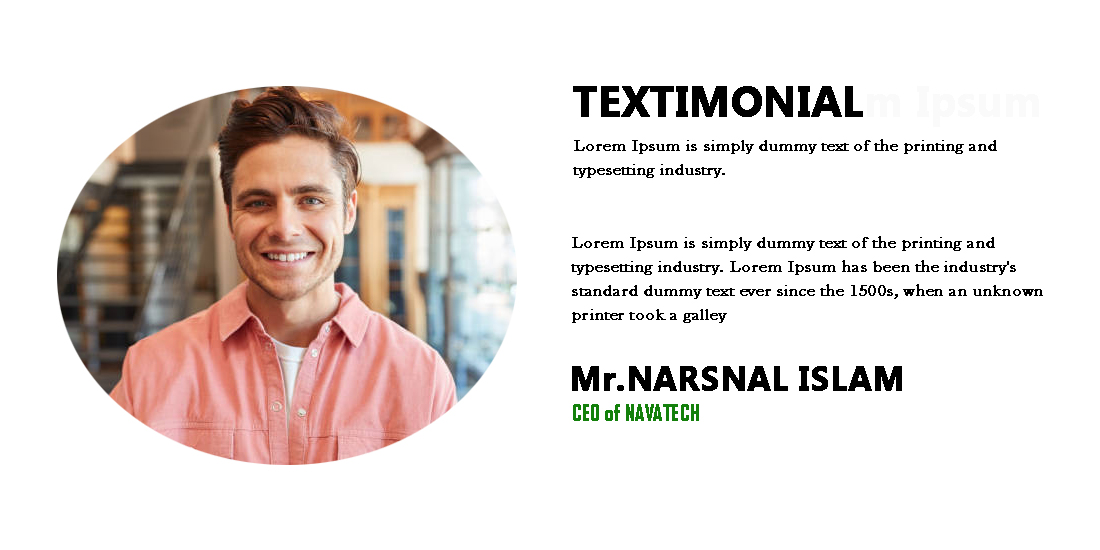 TEXTIMONIALm Ipsum
Lorem Ipsum is simply dummy text of the printing and
typesetting industry.
Lorem Ipsum is simply dummy text of the printing and
typesetting industry. Lorem Ipsum has been the industry's
standard dummy text ever since the 1500s, when an unknown
printer took a galley
Mr.NARSNAL ISLAM
CEO of NAVATECH